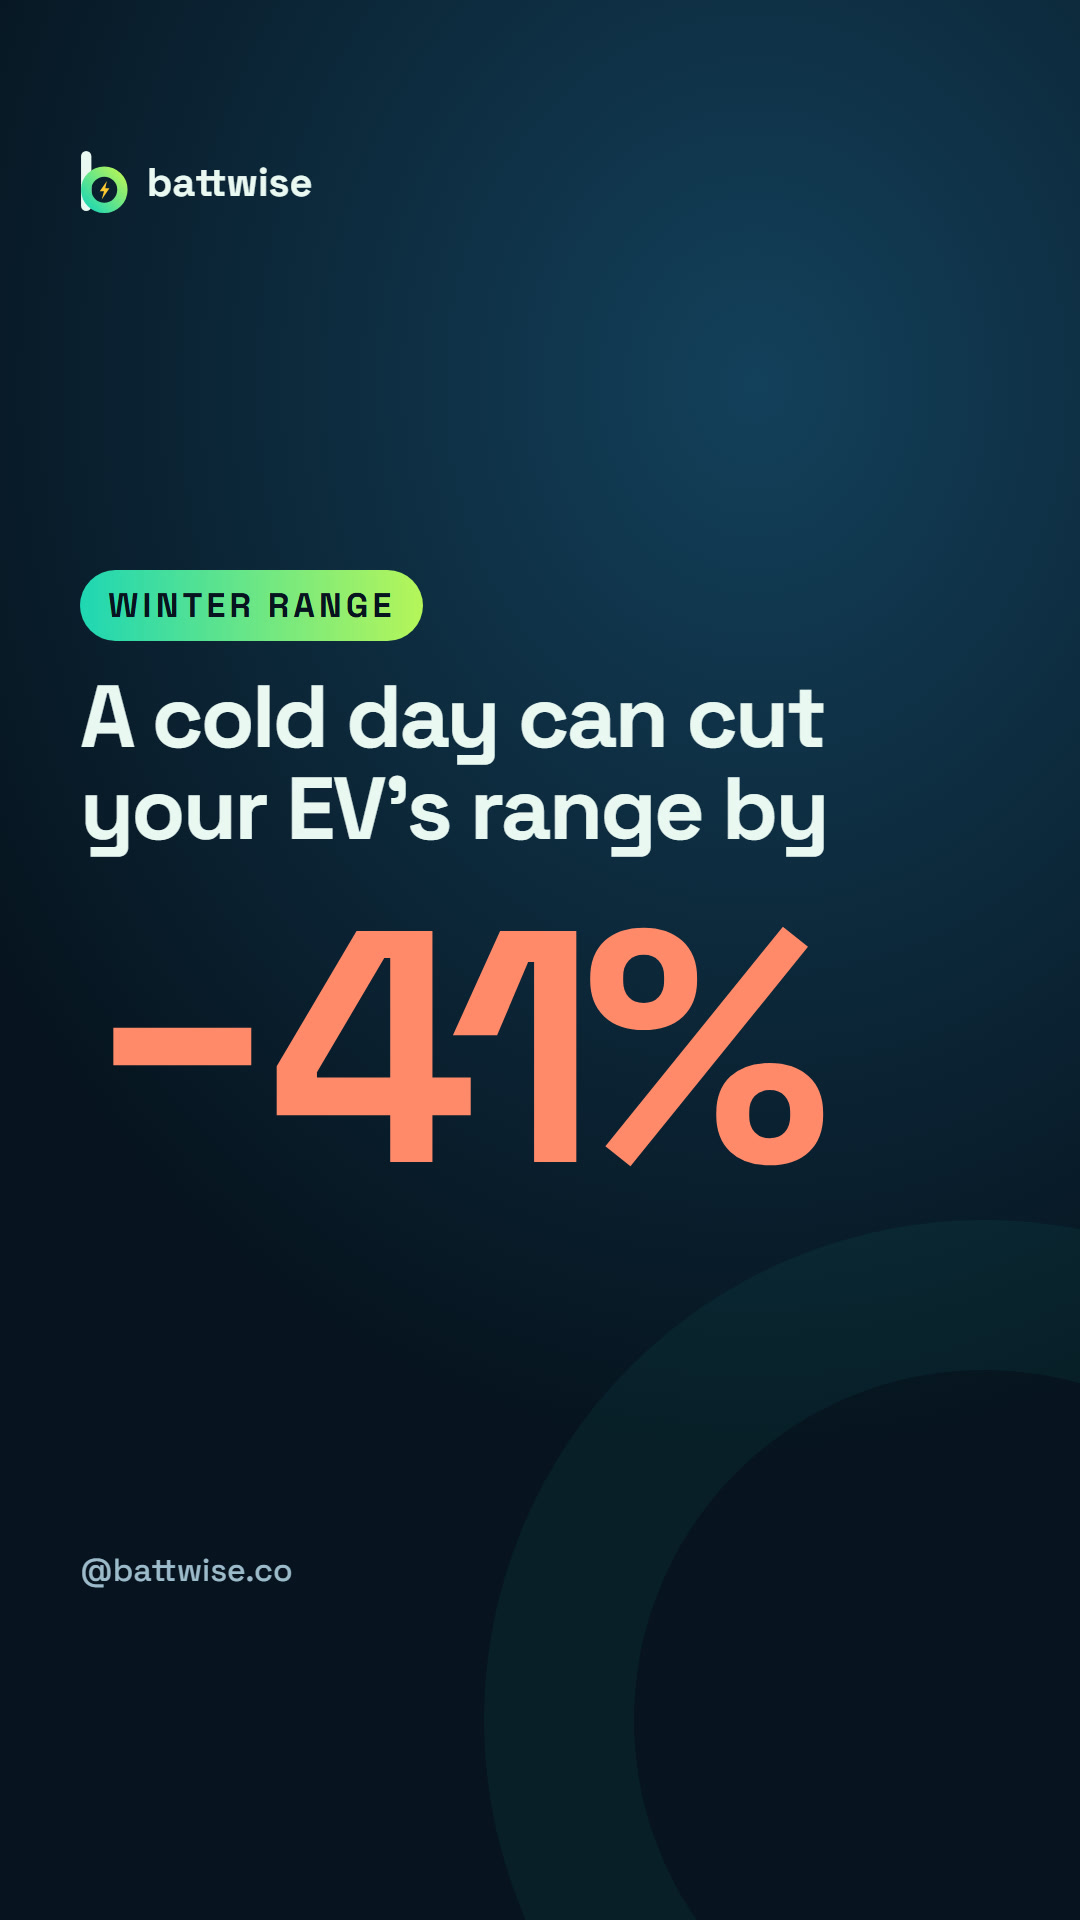 battwise
WINTER RANGE
A cold day can cut
your EV’s range by
−41%
@battwise.co